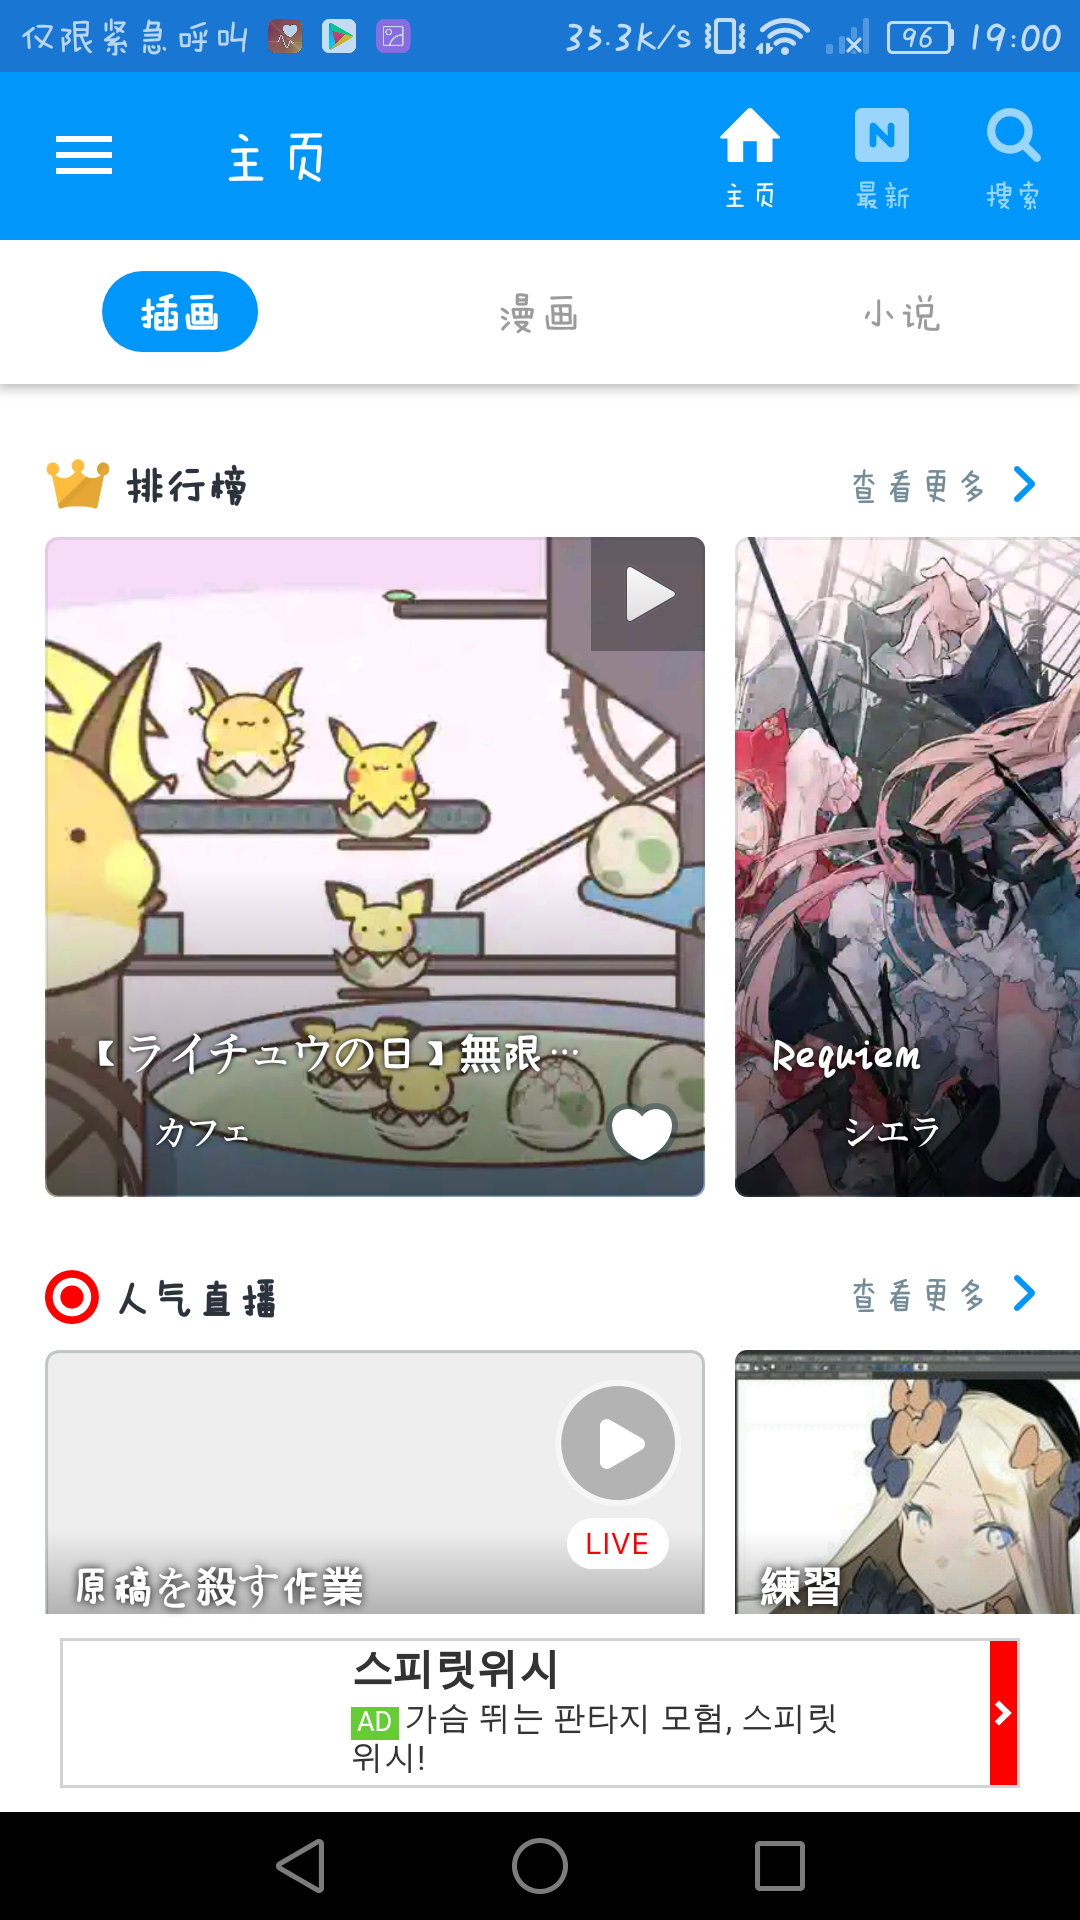 仅限紧急呼叫 35.3K/s 96 19:00
主页
主页 最新 搜索
插画 漫画 小说
排行榜 查看更多
【ライチュウの日】無限…
カフェ
Requiem
シエラ
人气直播 查看更多
LIVE
原稿を殺す作業
練習
스피릿위시
AD 가슴 뛰는 판타지 모험, 스피릿
위시!